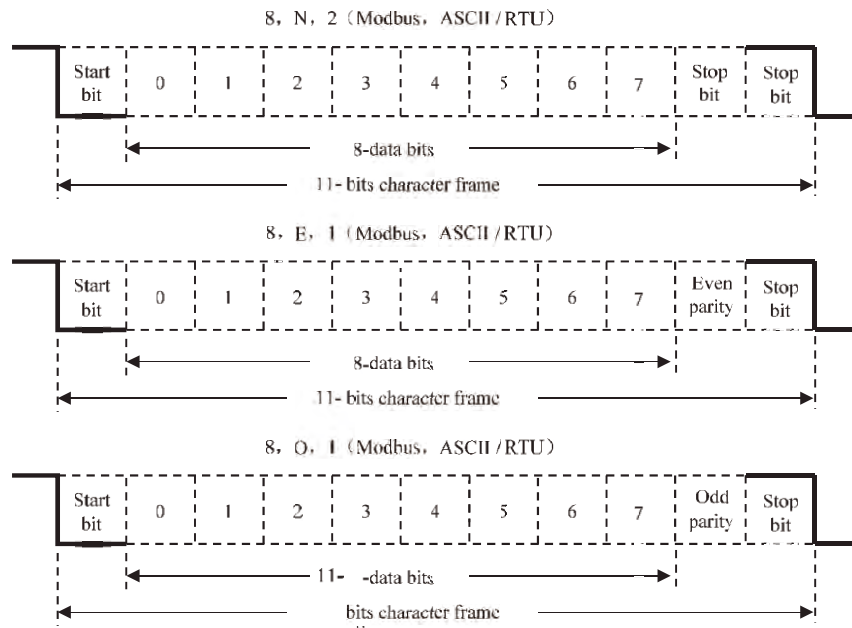 8, N, 2 (Modbus, ASCII/RTU)
Start bit 0 1 2 3 4 5 6 7 Stop bit Stop bit
8-data bits
11- bits character frame
8, E, 1 (Modbus, ASCII/RTU)
Start bit 0 1 2 3 4 5 6 7 Even parity Stop bit
8-data bits
11- bits character frame
8, O, 1 (Modbus, ASCII/RTU)
Start bit 0 1 2 3 4 5 6 7 Odd parity Stop bit
11- -data bits
bits character frame